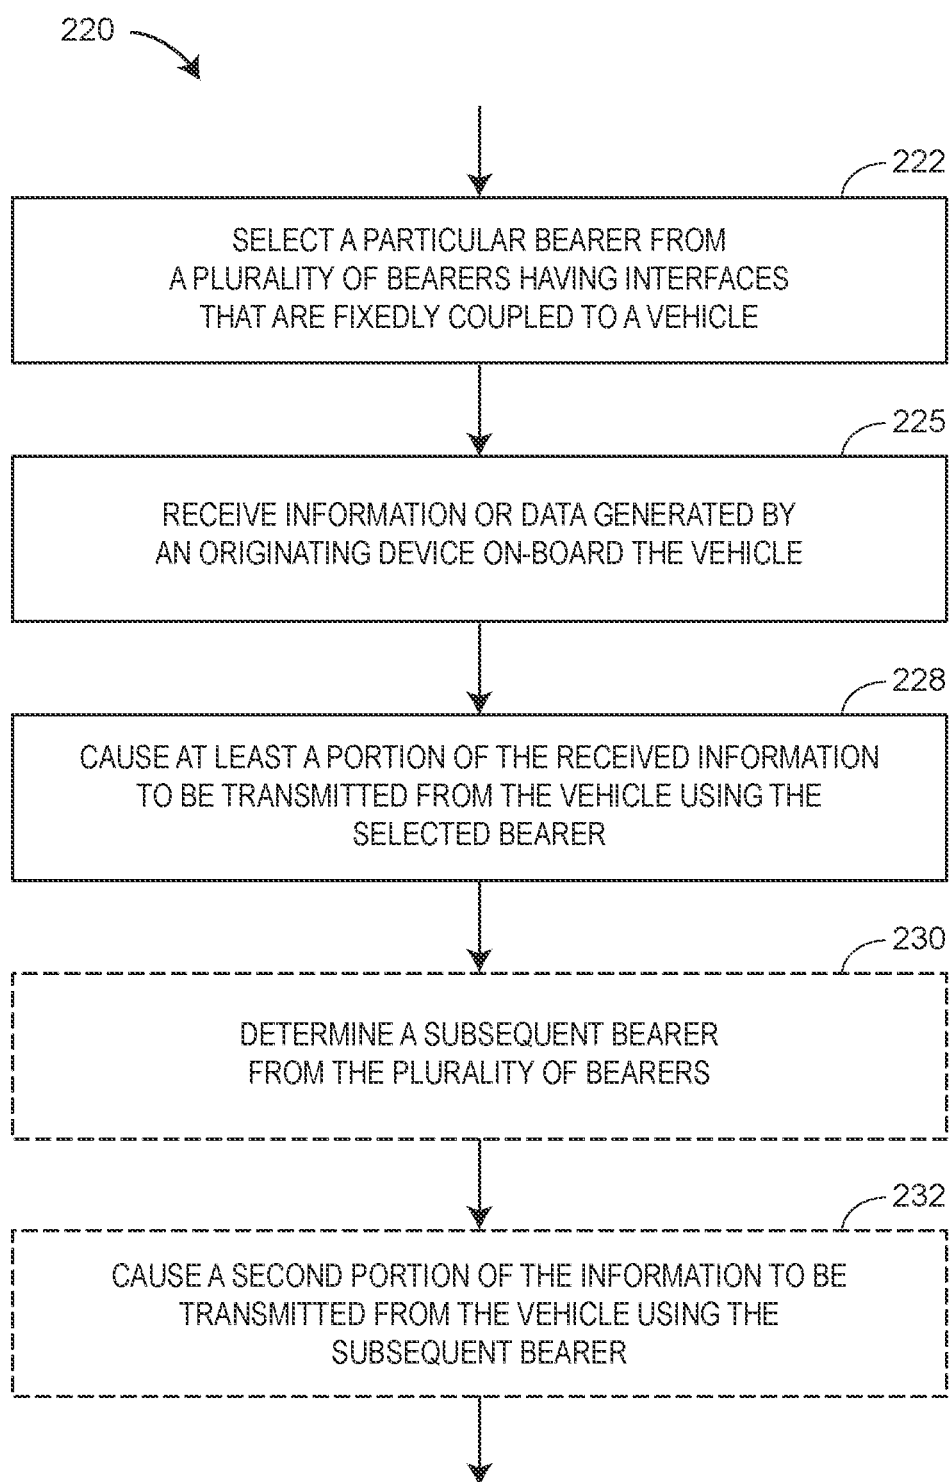 220
222
SELECT A PARTICULAR BEARER FROM
A PLURALITY OF BEARERS HAVING INTERFACES
THAT ARE FIXEDLY COUPLED TO A VEHICLE
225
RECEIVE INFORMATION OR DATA GENERATED BY
AN ORIGINATING DEVICE ON-BOARD THE VEHICLE
228
CAUSE AT LEAST A PORTION OF THE RECEIVED INFORMATION
TO BE TRANSMITTED FROM THE VEHICLE USING THE
SELECTED BEARER
230
DETERMINE A SUBSEQUENT BEARER
FROM THE PLURALITY OF BEARERS
232
CAUSE A SECOND PORTION OF THE INFORMATION TO BE
TRANSMITTED FROM THE VEHICLE USING THE
SUBSEQUENT BEARER